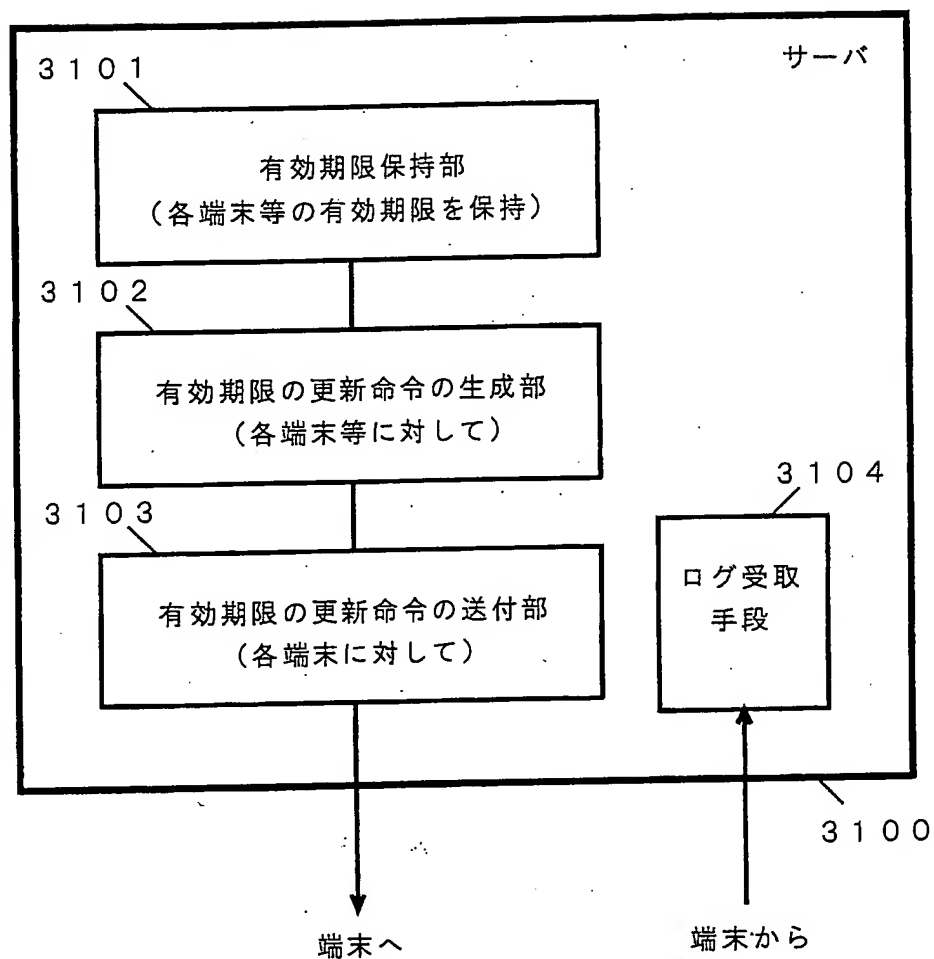 サーバ
3101
有効期限保持部
(各端末等の有効期限を保持)
3102
有効期限の更新命令の生成部
(各端末等に対して)
3103
有効期限の更新命令の送付部
(各端末に対して)
3104
ログ受取
手段
3100
端末へ
端末から